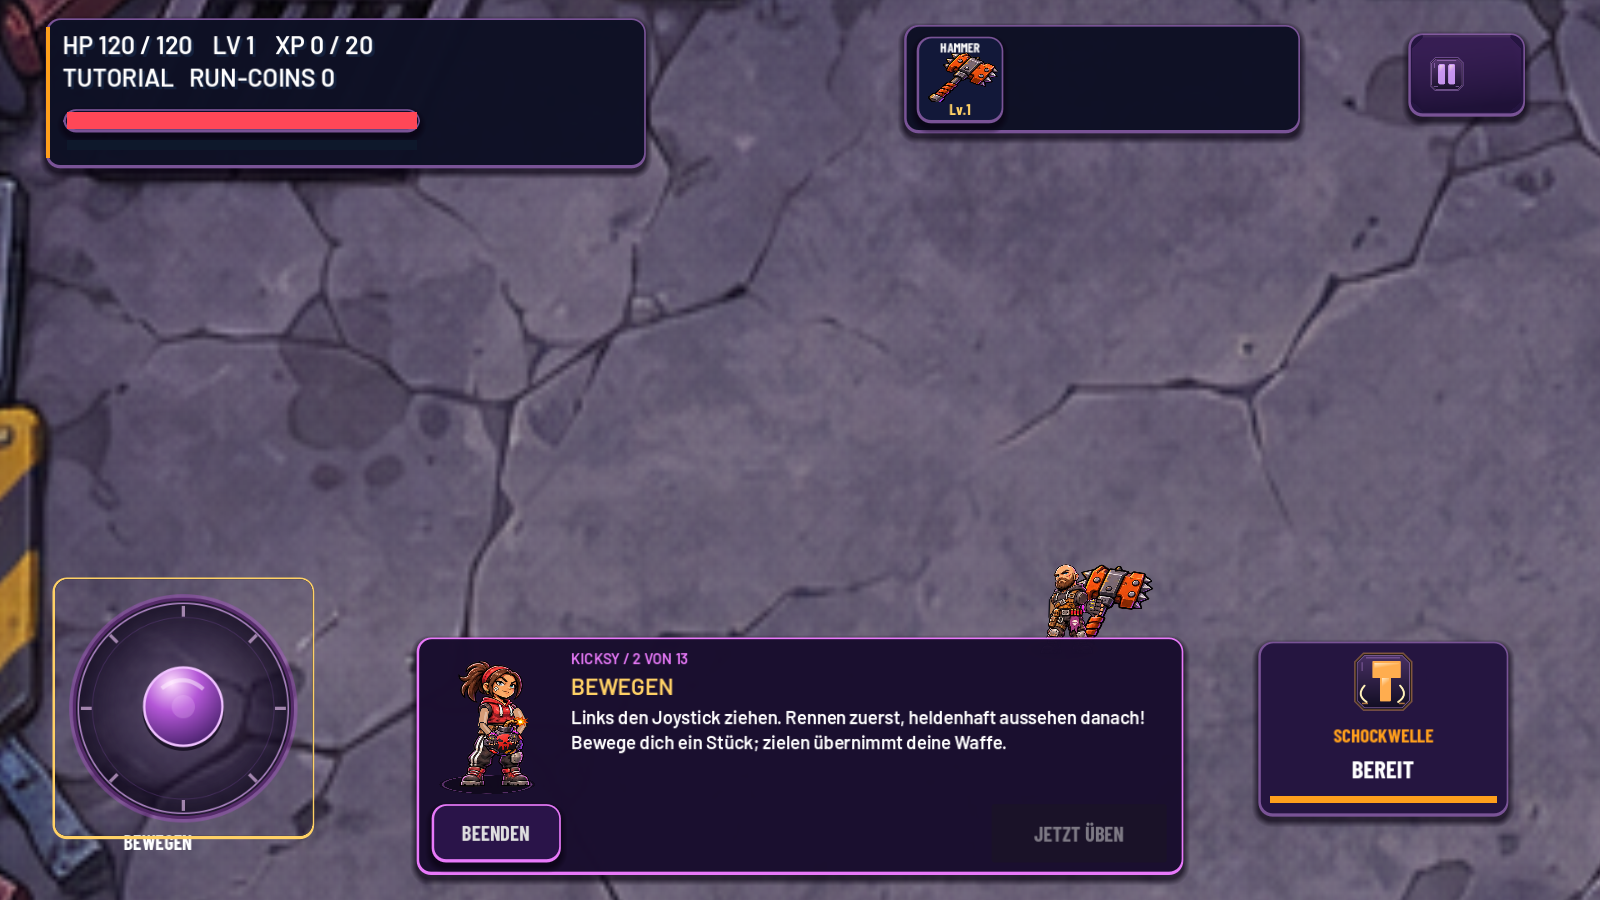 HP 120 / 120 LV 1 XP 0 / 20
TUTORIAL RUN-COINS 0
HAMMER
Lv.1
KICKSY / 2 VON 13
BEWEGEN
Links den Joystick ziehen. Rennen zuerst, heldenhaft aussehen danach!
Bewege dich ein Stück; zielen übernimmt deine Waffe.
BEENDEN
JETZT ÜBEN
BEWEGEN
SCHOCKWELLE
BEREIT